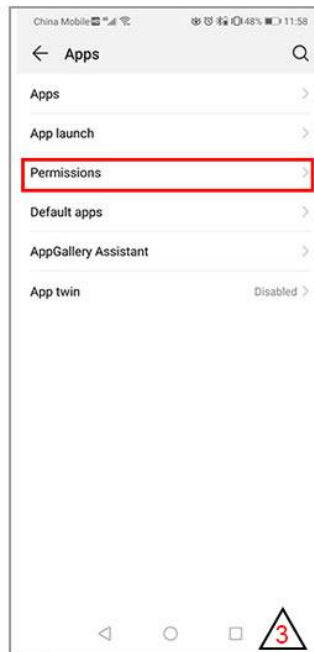 China Mobile 48% 11:58
Apps
Apps
App launch
Permissions
Default apps
AppGallery Assistant
App twin Disabled
3